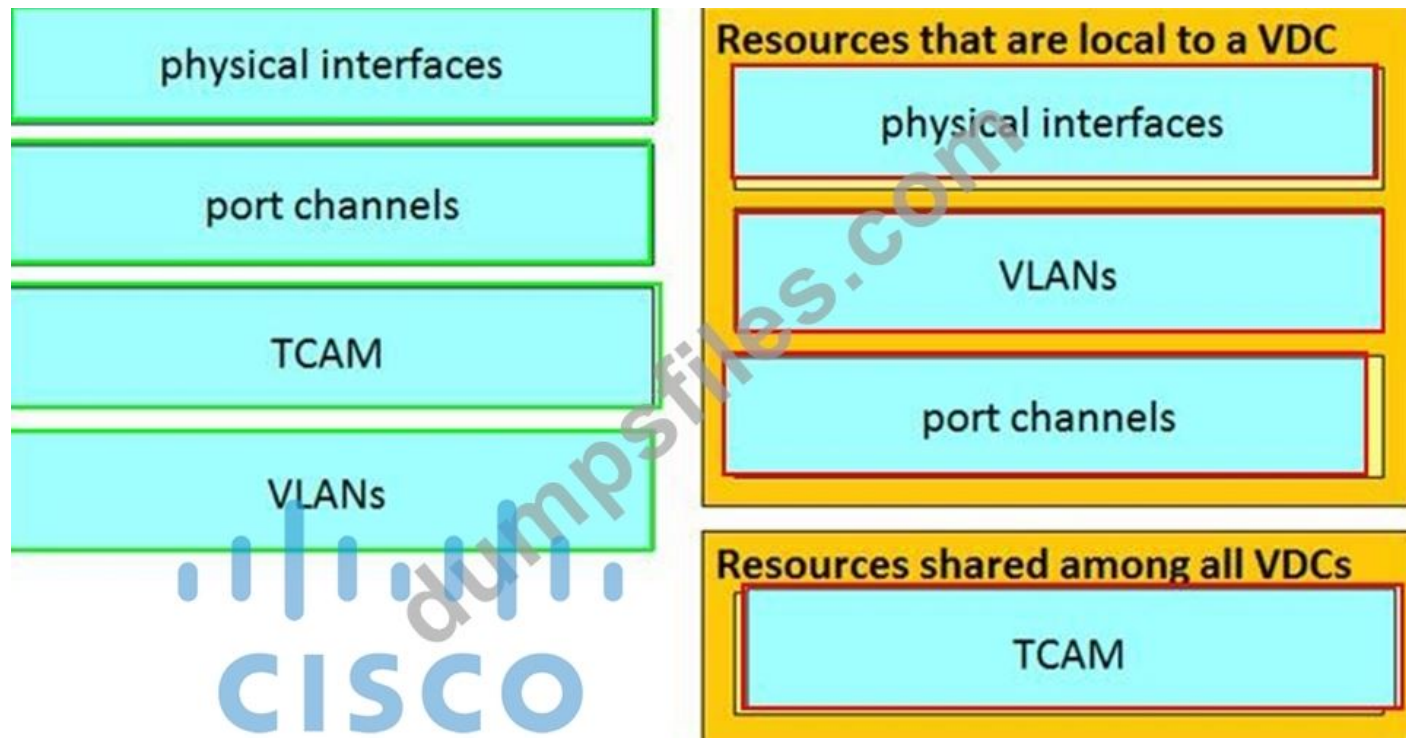 physical interfaces
port channels
TCAM
VLANs
Resources that are local to a VDC
physical interfaces
VLANs
port channels
Resources shared among all VDCs
TCAM
dumpsfiles.com
CISCO